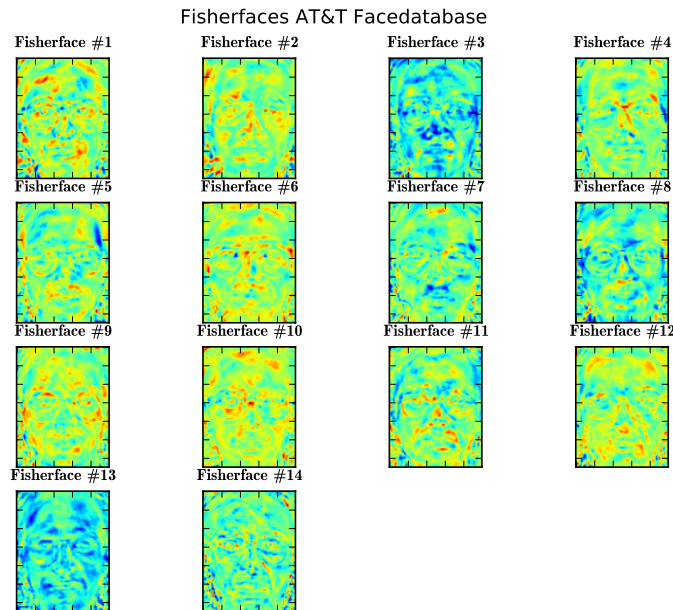 Fisherfaces AT&T Facedatabase
Fisherface #1
Fisherface #2
Fisherface #3
Fisherface #4
Fisherface #5
Fisherface #6
Fisherface #7
Fisherface #8
Fisherface #9
Fisherface #10
Fisherface #11
Fisherface #12
Fisherface #13
Fisherface #14